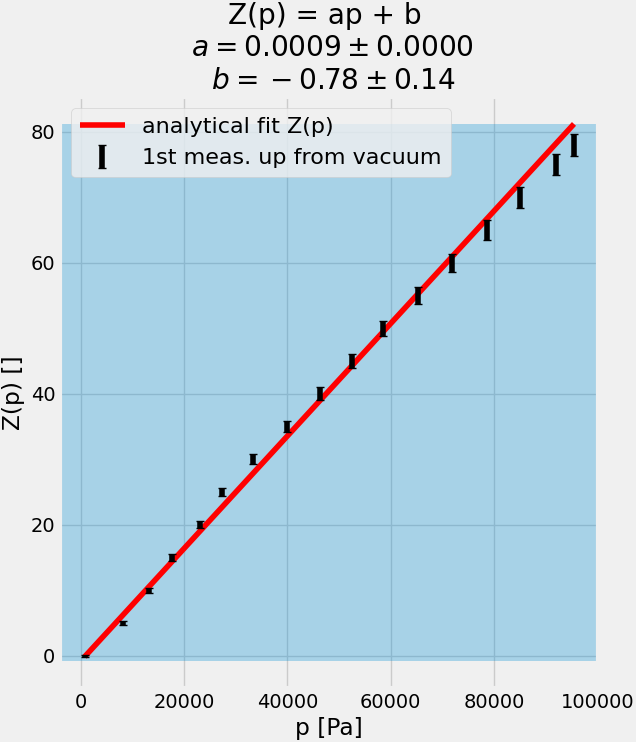 Z(p) = ap + b
a = 0.0009 ± 0.0000
b = − 0.78 ± 0.14
analytical fit Z(p)
1st meas. up from vacuum
80
60
40
20
0
Z(p) []
0 20000 40000 60000 80000 100000
p [Pa]